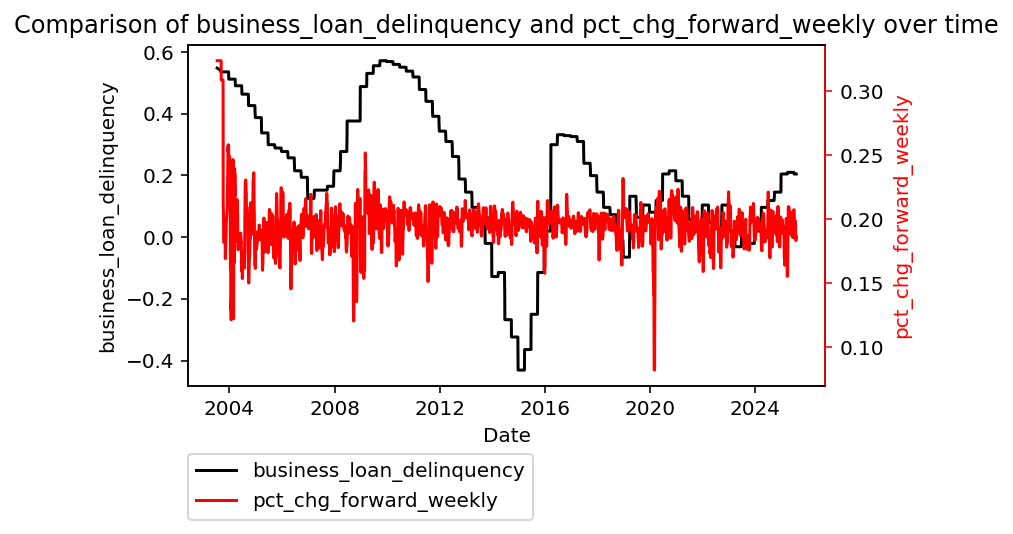 Comparison of business_loan_delinquency and pct_chg_forward_weekly over time
business_loan_delinquency
0.6
0.4
0.2
0.0
−0.2
−0.4
0.30
0.25
0.20
0.15
0.10
pct_chg_forward_weekly
2004 2008 2012 2016 2020 2024
Date
business_loan_delinquency
pct_chg_forward_weekly